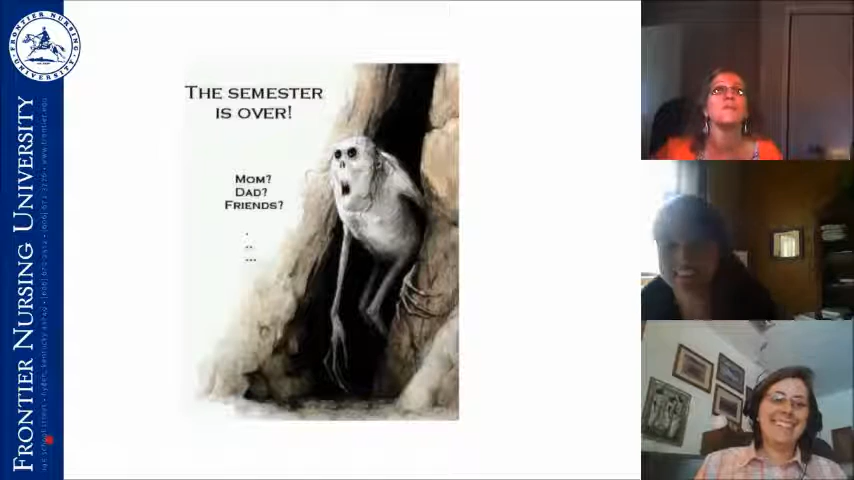 FRONTIER NURSING UNIVERSITY
FRONTIER NURSING UNIVERSITY
THE SEMESTER
IS OVER!
MOM?
DAD?
FRIENDS?
.
..
...